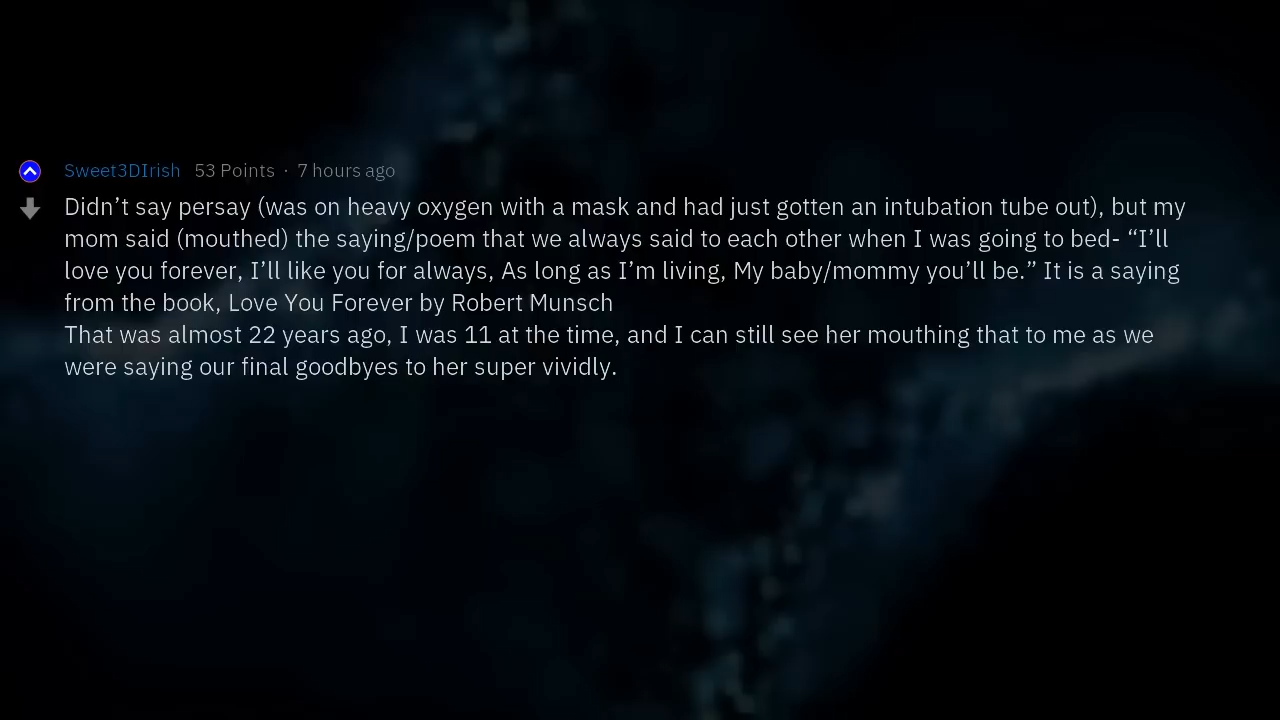 Sweet3DIrish 53 Points · 7 hours ago
Didn’t say persay (was on heavy oxygen with a mask and had just gotten an intubation tube out), but my
mom said (mouthed) the saying/poem that we always said to each other when I was going to bed- “I’ll
love you forever, I’ll like you for always, As long as I’m living, My baby/mommy you’ll be.” It is a saying
from the book, Love You Forever by Robert Munsch
That was almost 22 years ago, I was 11 at the time, and I can still see her mouthing that to me as we
were saying our final goodbyes to her super vividly.